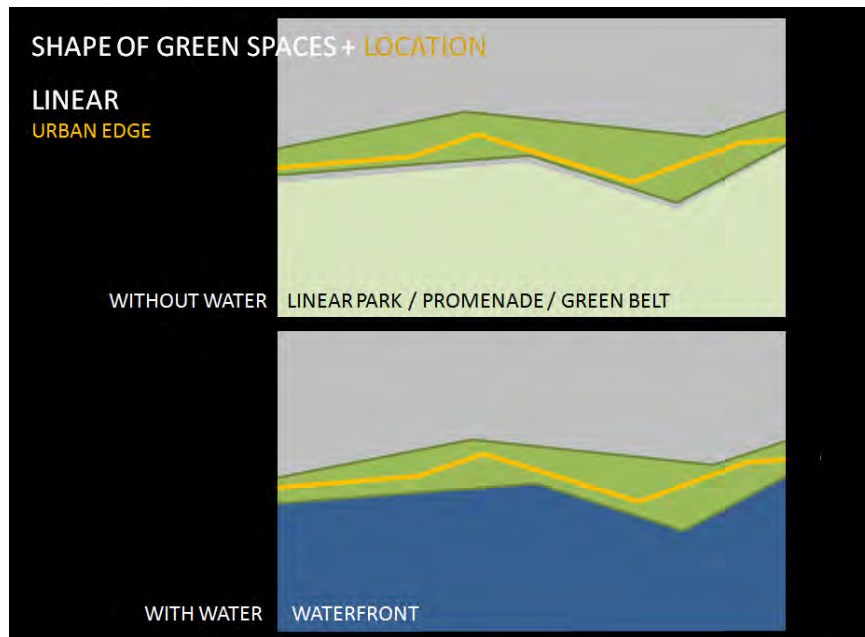 SHAPE OF GREEN SPACES + LOCATION
LINEAR
URBAN EDGE
WITHOUT WATER LINEAR PARK / PROMENADE / GREEN BELT
WITH WATER WATERFRONT